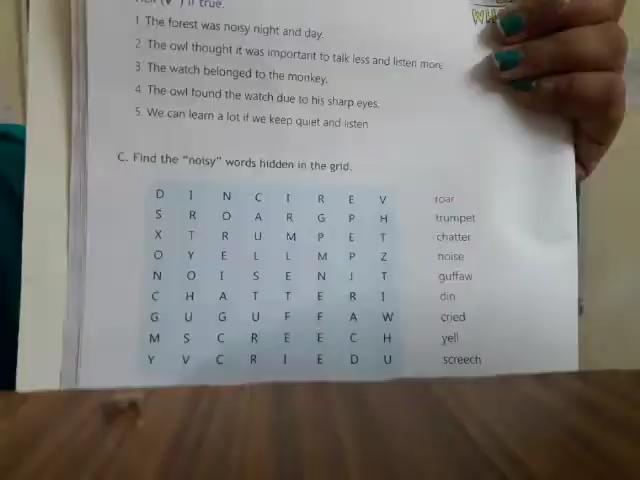 if true.
1 The forest was noisy night and day.
2 The owl thought it was important to talk less and listen more
3 The watch belonged to the monkey.
4. The owl found the watch due to his sharp eyes.
5. We can learn a lot if we keep quiet and listen
C. Find the "noisy" words hidden in the grid.
D I N C I R E V roar
S R O A R G P H trumpet
X T R U M P E T chatter
O Y E L L M P Z noise
N O I S E N J T guffaw
C H A T T E R I din
G U G U F F A W cried
M S C R E E C H yell
Y V C R I E D U screech